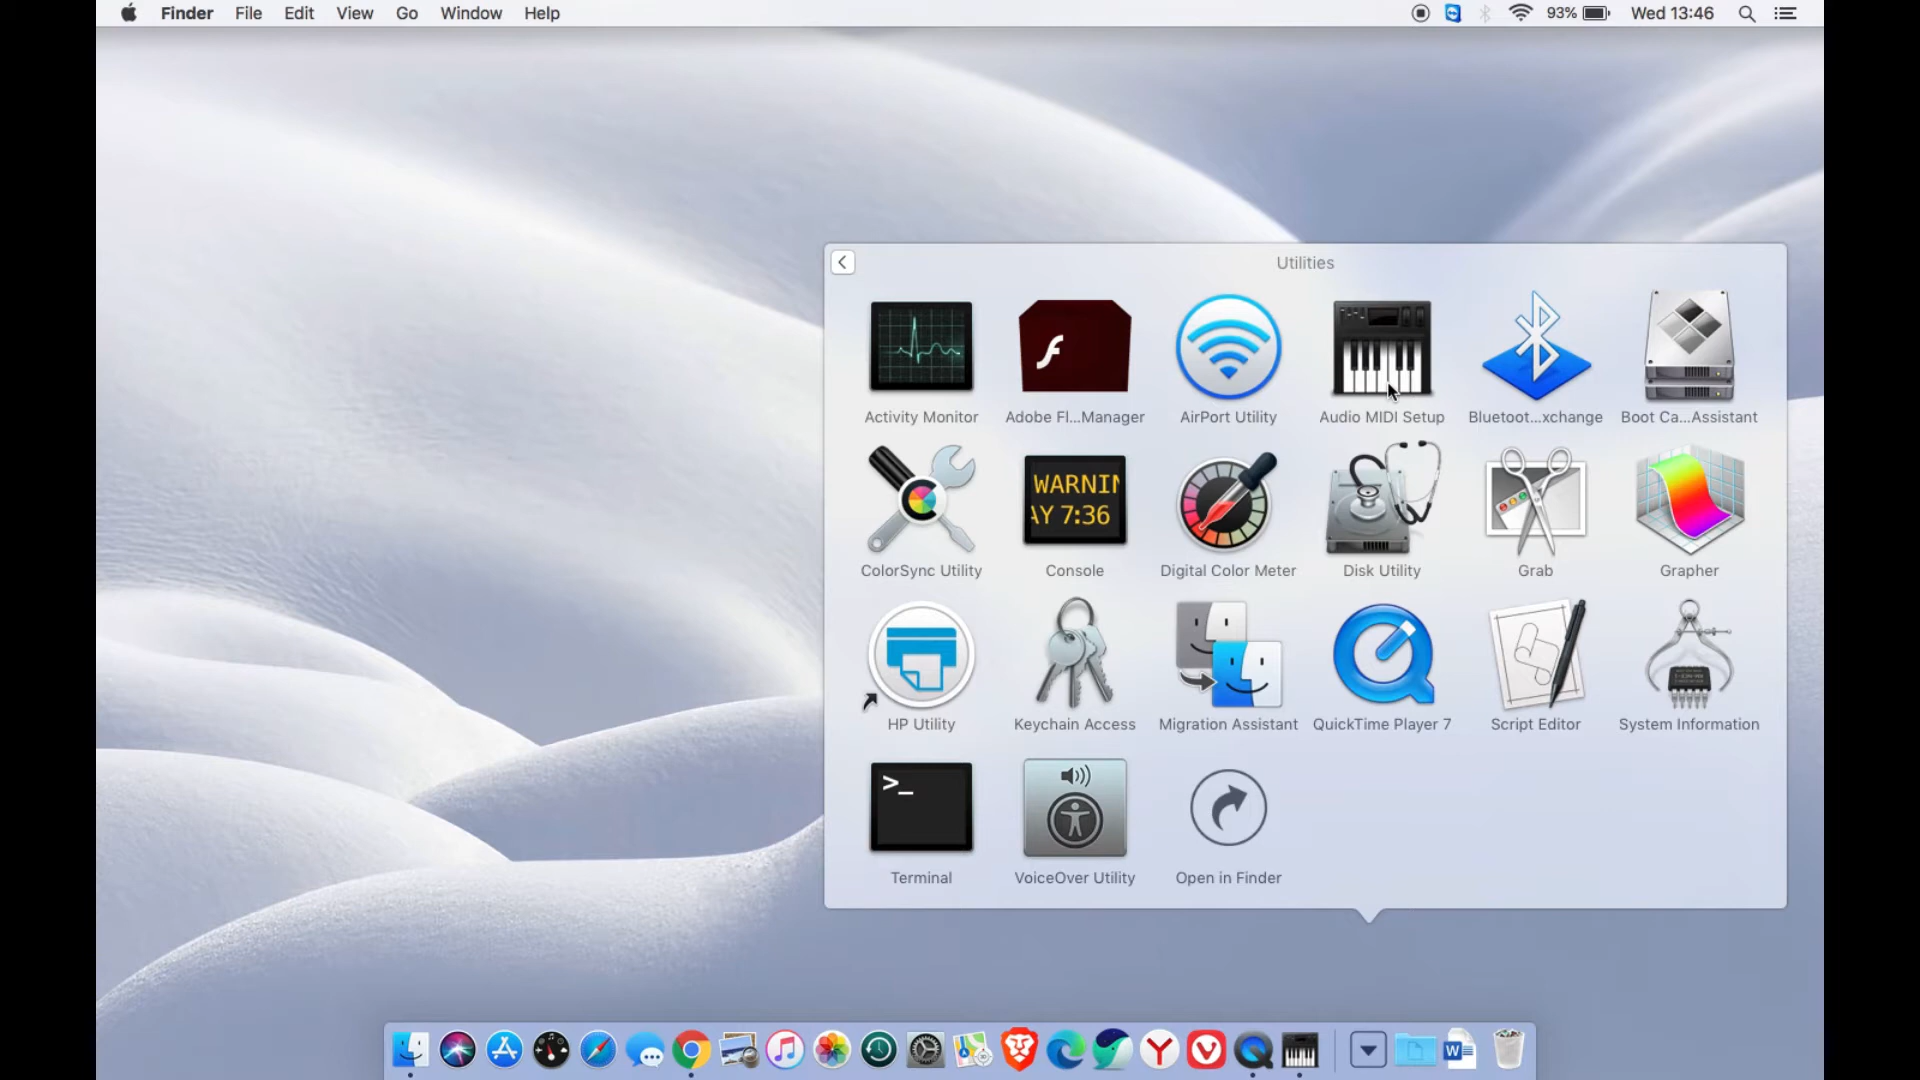 Finder File Edit View Go Window Help 93% Wed 13:46
Utilities
Activity Monitor Adobe Fl...Manager AirPort Utility Audio MIDI Setup Bluetoot...xchange Boot Ca...Assistant
WARNIN
AY 7:36
ColorSync Utility Console Digital Color Meter Disk Utility Grab Grapher
HP Utility Keychain Access Migration Assistant QuickTime Player 7 Script Editor System Information
>_
Terminal VoiceOver Utility Open in Finder